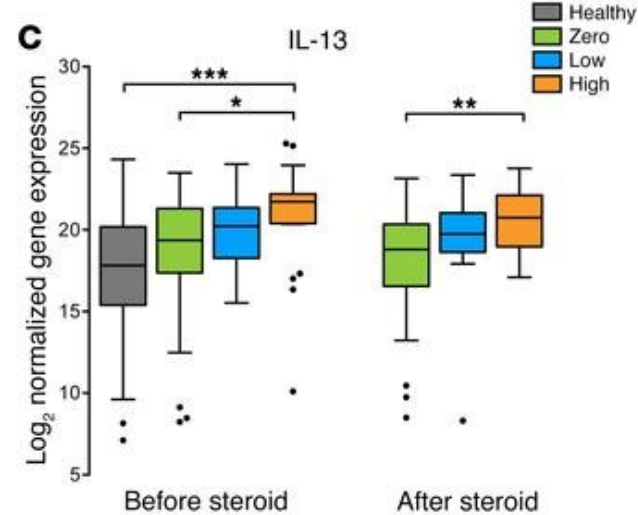 C
IL-13
Healthy
Zero
Low
High
Log₂ normalized gene expression
30
25
20
15
10
5
***
*
**
Before steroid
After steroid